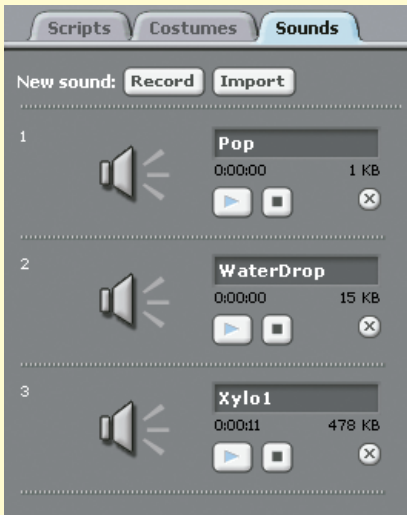 Scripts Costumes Sounds
New sound: Record Import
1
Pop
0:00:00 1 KB
2
WaterDrop
0:00:00 15 KB
3
Xylo1
0:00:11 478 KB